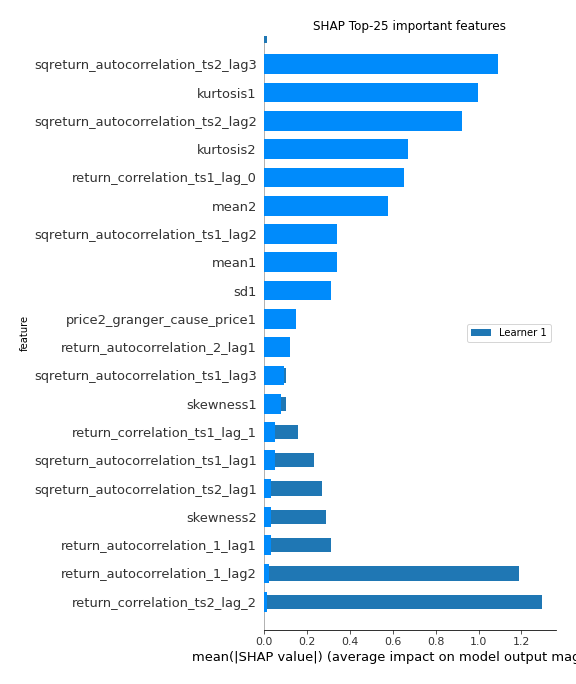 SHAP Top-25 important features
sqreturn_autocorrelation_ts2_lag3
kurtosis1
sqreturn_autocorrelation_ts2_lag2
kurtosis2
return_correlation_ts1_lag_0
mean2
sqreturn_autocorrelation_ts1_lag2
mean1
sd1
price2_granger_cause_price1
return_autocorrelation_2_lag1
sqreturn_autocorrelation_ts1_lag3
skewness1
return_correlation_ts1_lag_1
sqreturn_autocorrelation_ts1_lag1
sqreturn_autocorrelation_ts2_lag1
skewness2
return_autocorrelation_1_lag1
return_autocorrelation_1_lag2
return_correlation_ts2_lag_2
feature
Learner 1
0.0 0.2 0.4 0.6 0.8 1.0 1.2
mean(|SHAP value|) (average impact on model output mag